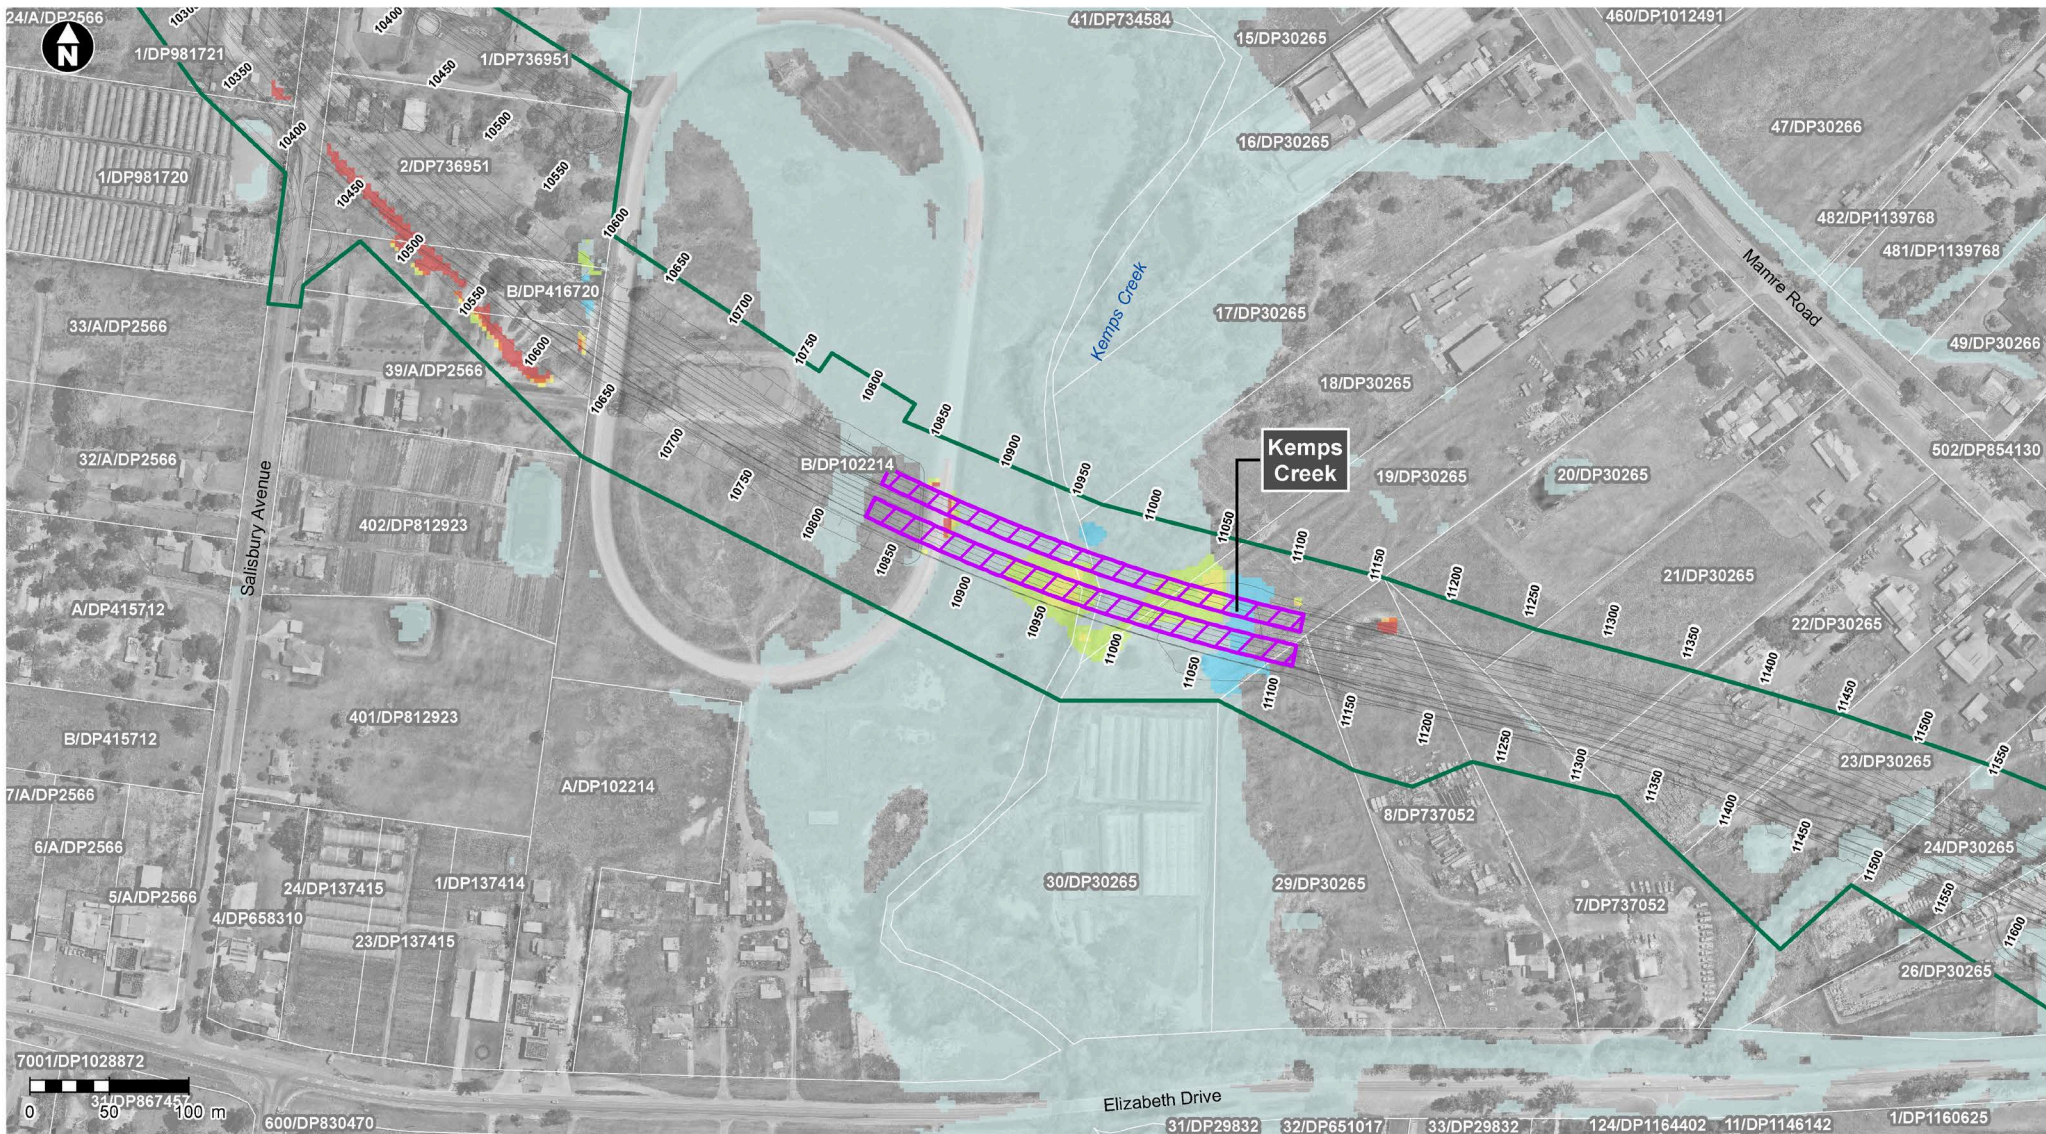 24/A/DP2566
N
1/DP981721
10350
10400
10400
10450
1/DP736951
41/DP734584
15/DP30265
460/DP1012491
47/DP30266
10500
2/DP736951
10550
16/DP30265
1/DP981720
10450
482/DP1139768
481/DP1139768
10600
10500
10650
Mamre Road
Kemps Creek
B/DP416720
10550
10700
17/DP30265
33/A/DP2566
49/DP30266
10600
10750
39/A/DP2566
10800
18/DP30265
10650
10850
10700
10900
Kemps
Creek
32/A/DP2566
B/DP102214
10950
19/DP30265
20/DP30265
502/DP854130
10750
11000
402/DP812923
10800
11050
11100
Salisbury Avenue
10850
11150
11200
21/DP30265
10900
11250
A/DP415712
10950
11300
22/DP30265
11000
11350
11050
11400
11100
11450
401/DP812923
11150
11200
11500
B/DP415712
11250
11550
11300
23/DP30265
A/DP102214
11350
7/A/DP2566
11400
8/DP737052
11450
6/A/DP2566
24/DP30265
11500
24/DP137415
1/DP137414
30/DP30265
29/DP30265
11550
5/A/DP2566
7/DP737052
4/DP658310
11600
23/DP137415
26/DP30265
7001/DP1028872
31/DP867457
0 50 100 m
Elizabeth Drive
600/DP830470
31/DP29832
32/DP651017
33/DP29832
124/DP1164402
11/DP1146142
1/DP1160625